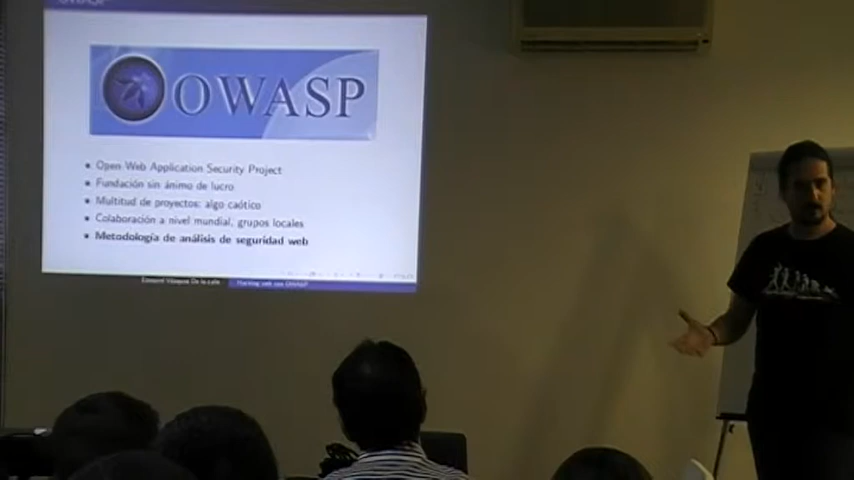 OWASP
OWASP
Open Web Application Security Project
Fundación sin ánimo de lucro
Multitud de proyectos: algo caótico
Colaboración a nivel mundial, grupos locales
Metodología de análisis de seguridad web
Hacking web con OWASP